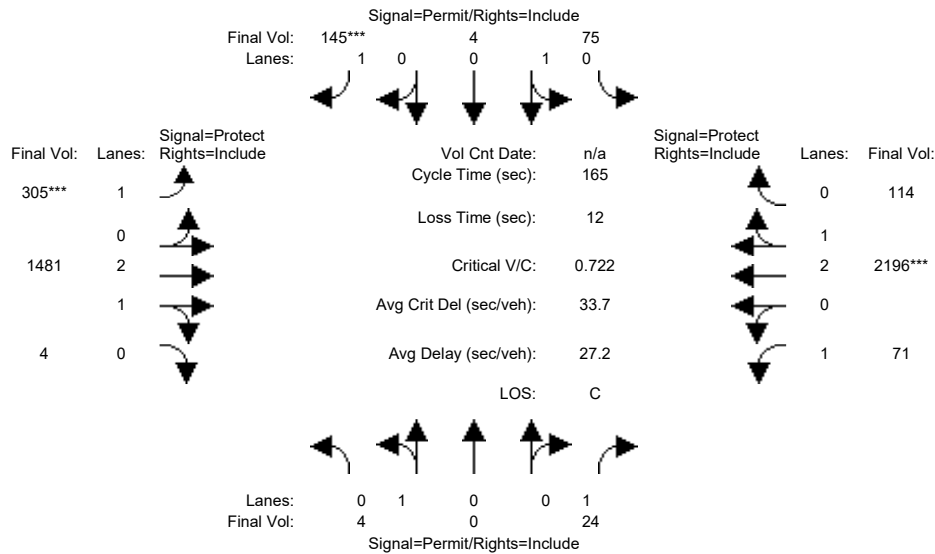 Signal=Permit/Rights=Include
Final Vol: 145*** 4 75
Lanes: 1 0 0 1 0
Signal=Protect Signal=Protect
Final Vol: Lanes: Rights=Include Vol Cnt Date: n/a Rights=Include Lanes: Final Vol:
Cycle Time (sec): 165
305*** 1 0 114
Loss Time (sec): 12
0 1
1481 2 Critical V/C: 0.722 2 2196***
1 Avg Crit Del (sec/veh): 33.7 0
4 0 Avg Delay (sec/veh): 27.2 1 71
LOS: C
Lanes: 0 1 0 0 1
Final Vol: 4 0 24
Signal=Permit/Rights=Include